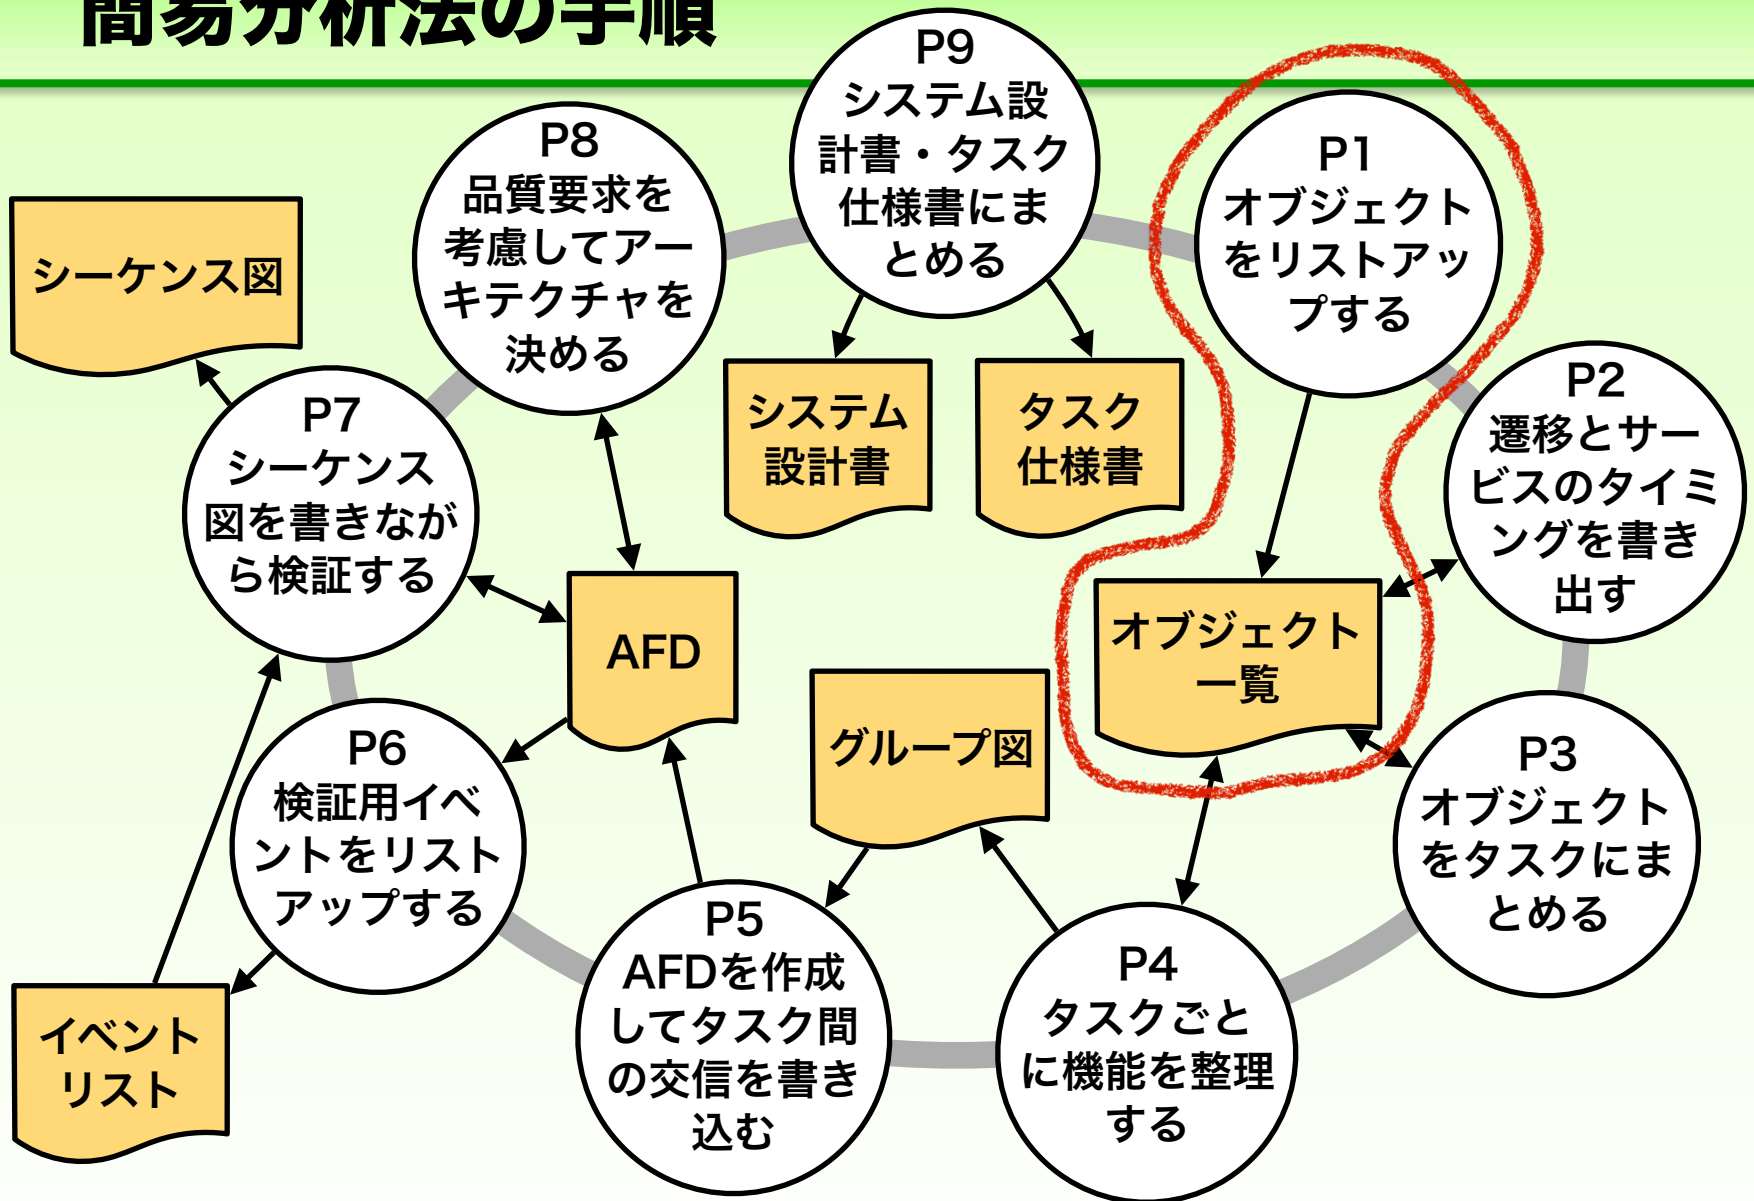 簡易分析法の手順
P9
システム設
計書・タスク
仕様書にま
とめる
P1
オブジェクト
をリストアッ
プする
P8
品質要求を
考慮してアー
キテクチャを
決める
シーケンス図
P2
遷移とサー
ビスのタイミ
ングを書き
出す
システム
設計書
タスク
仕様書
P7
シーケンス
図を書きなが
ら検証する
AFD
オブジェクト
一覧
グループ図
P6
検証用イベ
ントをリスト
アップする
P3
オブジェクト
をタスクにま
とめる
P5
AFDを作成
してタスク間
の交信を書き
込む
P4
タスクごと
に機能を整理
する
イベント
リスト